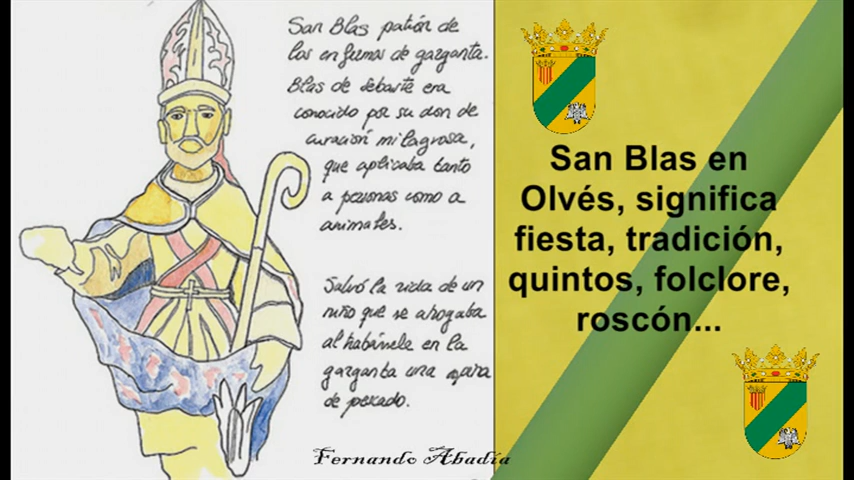 San Blas patrón de
los enfermos de garganta.
Blas de Sebaste era
conocido por su don de
curación milagrosa,
que aplicaba tanto
a personas como a
animales.
Salvó la vida de un
niño que se ahogaba
al habérsele en la
garganta una
de pescado.
Fernando Abadía
San Blas en
Olvés, significa
fiesta, tradición,
quintos, folclore,
roscón...